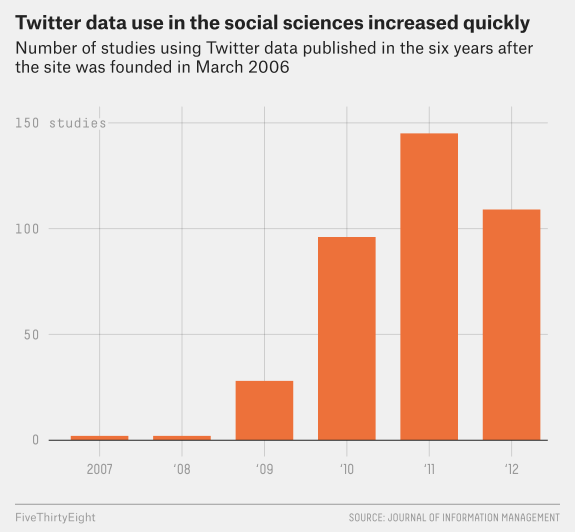 Twitter data use in the social sciences increased quickly
Number of studies using Twitter data published in the six years after
the site was founded in March 2006
150 studies
100
50
0
2007 ‘08 ‘09 ‘10 ‘11 ‘12
FiveThirtyEight
SOURCE: JOURNAL OF INFORMATION MANAGEMENT